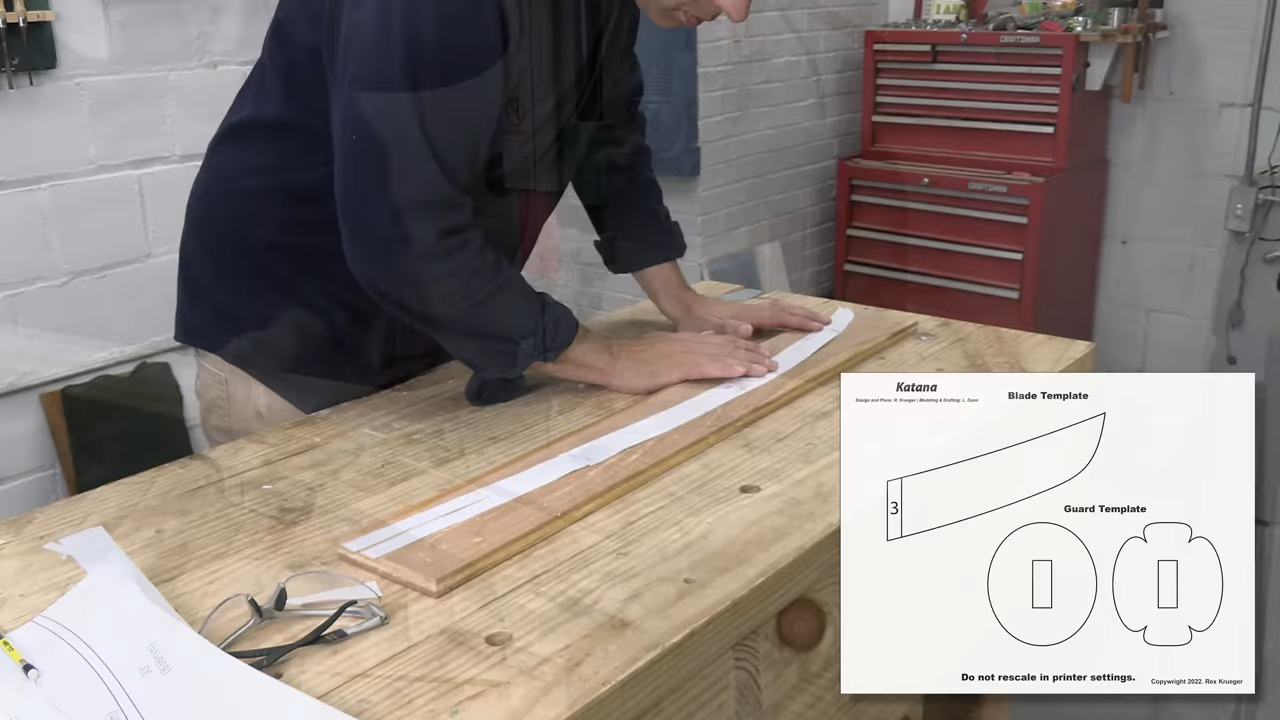 CRAFTSMAN
CRAFTSMAN
Katana
Design and Plans: R. Krueger | Modeling & Drafting: L. Dunn
Blade Template
3
Guard Template
Do not rescale in printer settings.
Copywright 2022. Rex Krueger